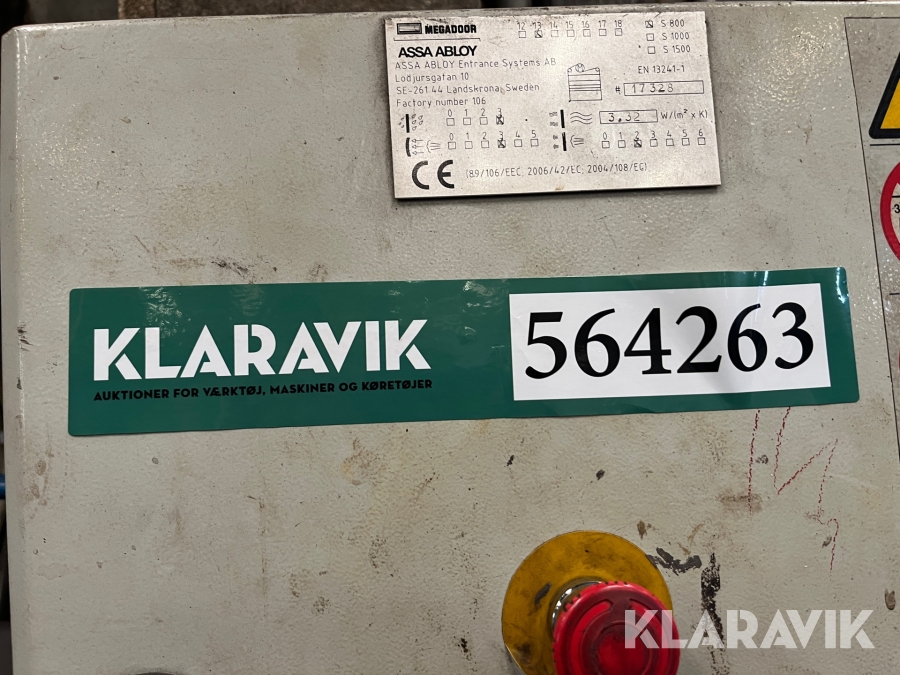 MEGADOOR
12 13 14 15 16 17 18
S 800
S 1000
S 1500
ASSA ABLOY
ASSA ABLOY Entrance Systems AB
Lodjursgatan 10
SE-261 44 Landskrona, Sweden
Factory number 106
EN 13241-1
# 17328
0 1 2 3
3.32 W/(m² x K)
0 1 2 3 4 5
0 1 2 3 4 5 6
CE (89/106/EEC; 2006/42/EC; 2004/108/EG)
KLARAVIK
AUKTIONER FOR VÆRKTØJ, MASKINER OG KØRETØJER
564263
KLARAVIK